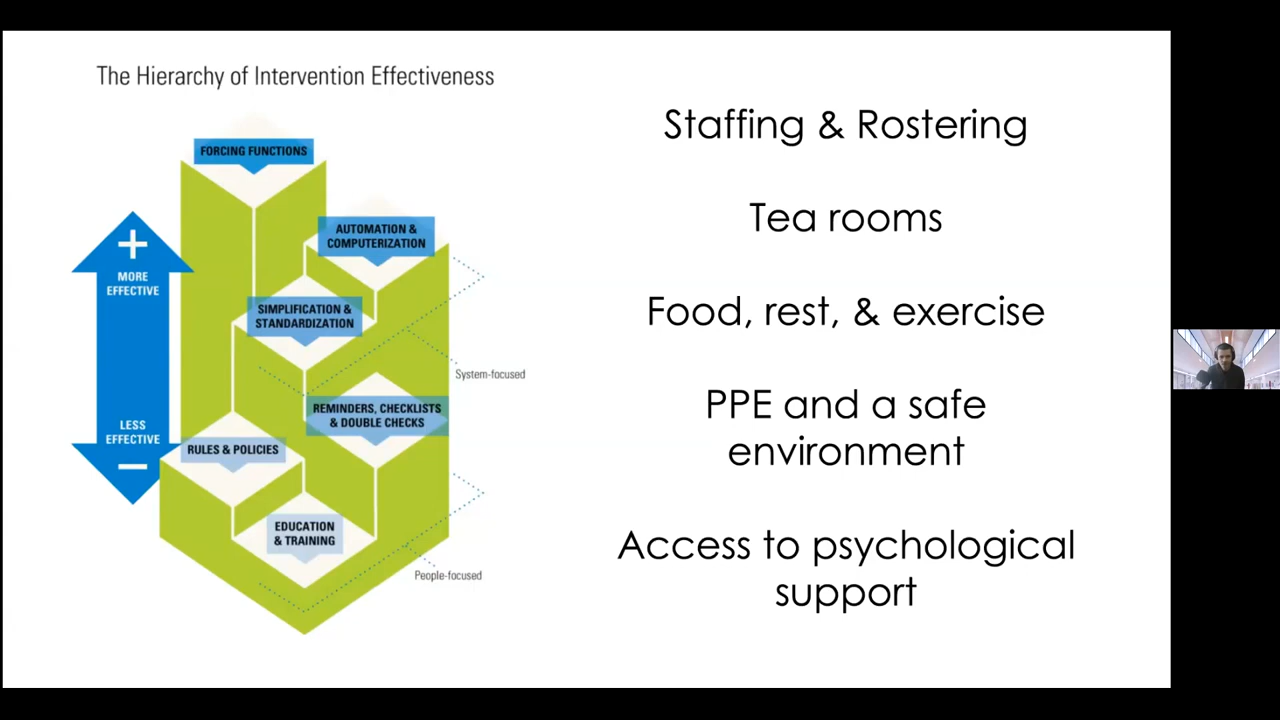 The Hierarchy of Intervention Effectiveness
FORCING FUNCTIONS
AUTOMATION &
COMPUTERIZATION
+
MORE
EFFECTIVE
SIMPLIFICATION &
STANDARDIZATION
System-focused
REMINDERS, CHECKLISTS
& DOUBLE CHECKS
LESS
EFFECTIVE
−
RULES & POLICIES
EDUCATION
& TRAINING
People-focused
Staffing & Rostering
Tea rooms
Food, rest, & exercise
PPE and a safe
environment
Access to psychological
support